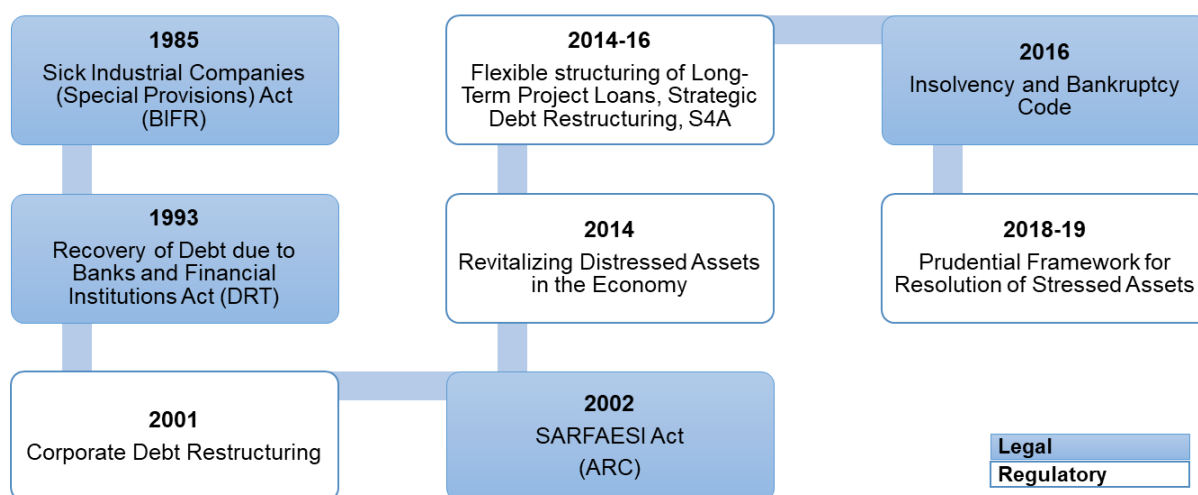 1985
Sick Industrial Companies
(Special Provisions) Act
(BIFR)
1993
Recovery of Debt due to
Banks and Financial
Institutions Act (DRT)
2001
Corporate Debt Restructuring
2002
SARFAESI Act
(ARC)
2014
Revitalizing Distressed Assets
in the Economy
2014-16
Flexible structuring of Long-
Term Project Loans, Strategic
Debt Restructuring, S4A
2016
Insolvency and Bankruptcy
Code
2018-19
Prudential Framework for
Resolution of Stressed Assets
Legal
Regulatory